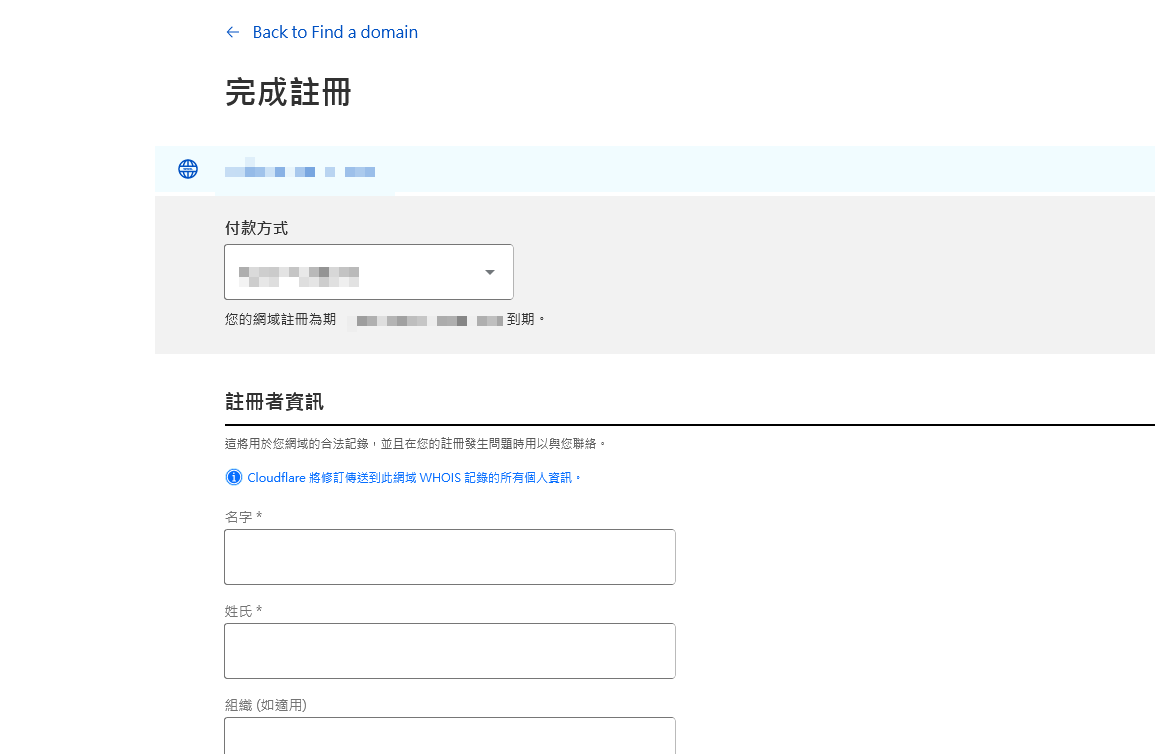 Back to Find a domain
完成註冊
付款方式
您的網域註冊為期
到期。
註冊者資訊
這將用於您網域的合法記錄，並且在您的註冊發生問題時用以與您聯絡。
Cloudflare 將修訂傳送到此網域 WHOIS 記錄的所有個人資訊。
名字 *
姓氏 *
組織 (如適用)